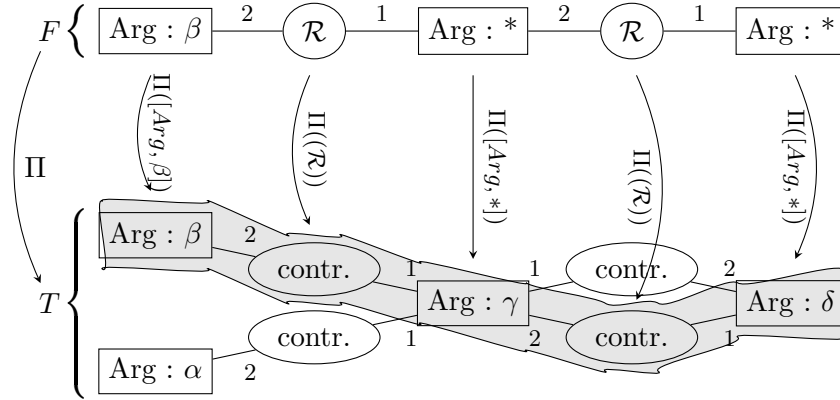 F { Arg : β 2 ℛ 1 Arg : * 2 ℛ 1 Arg : *
Π
Π([Arg, β])
Π((ℛ))
Π([Arg, *])
Π((ℛ))
Π([Arg, *])
T {
Arg : β 2 contr. 1 1 contr. 2
Arg : γ Arg : δ
contr. 1 2 contr. 1
Arg : α 2